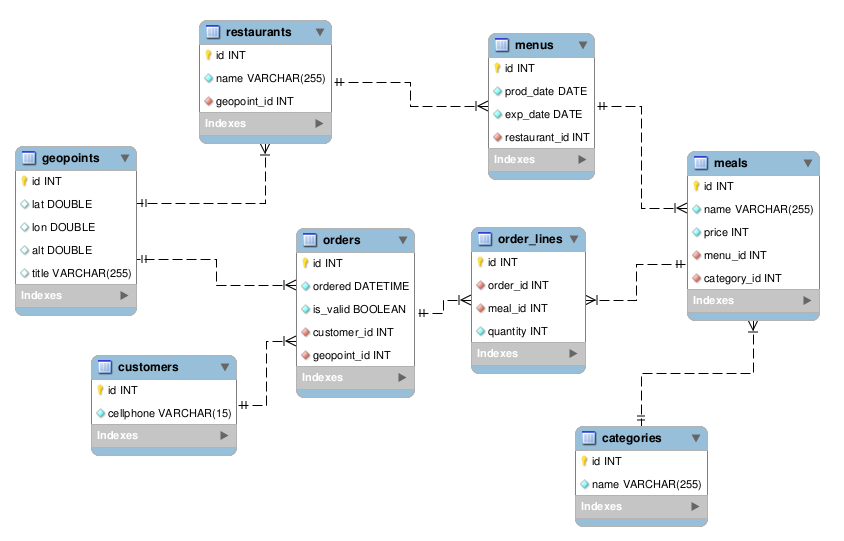 restaurants
id INT
name VARCHAR(255)
geopoint_id INT
Indexes
menus
id INT
prod_date DATE
exp_date DATE
restaurant_id INT
Indexes
geopoints
id INT
lat DOUBLE
lon DOUBLE
alt DOUBLE
title VARCHAR(255)
Indexes
meals
id INT
name VARCHAR(255)
price INT
menu_id INT
category_id INT
Indexes
orders
id INT
ordered DATETIME
is_valid BOOLEAN
customer_id INT
geopoint_id INT
Indexes
order_lines
id INT
order_id INT
meal_id INT
quantity INT
Indexes
customers
id INT
cellphone VARCHAR(15)
Indexes
categories
id INT
name VARCHAR(255)
Indexes